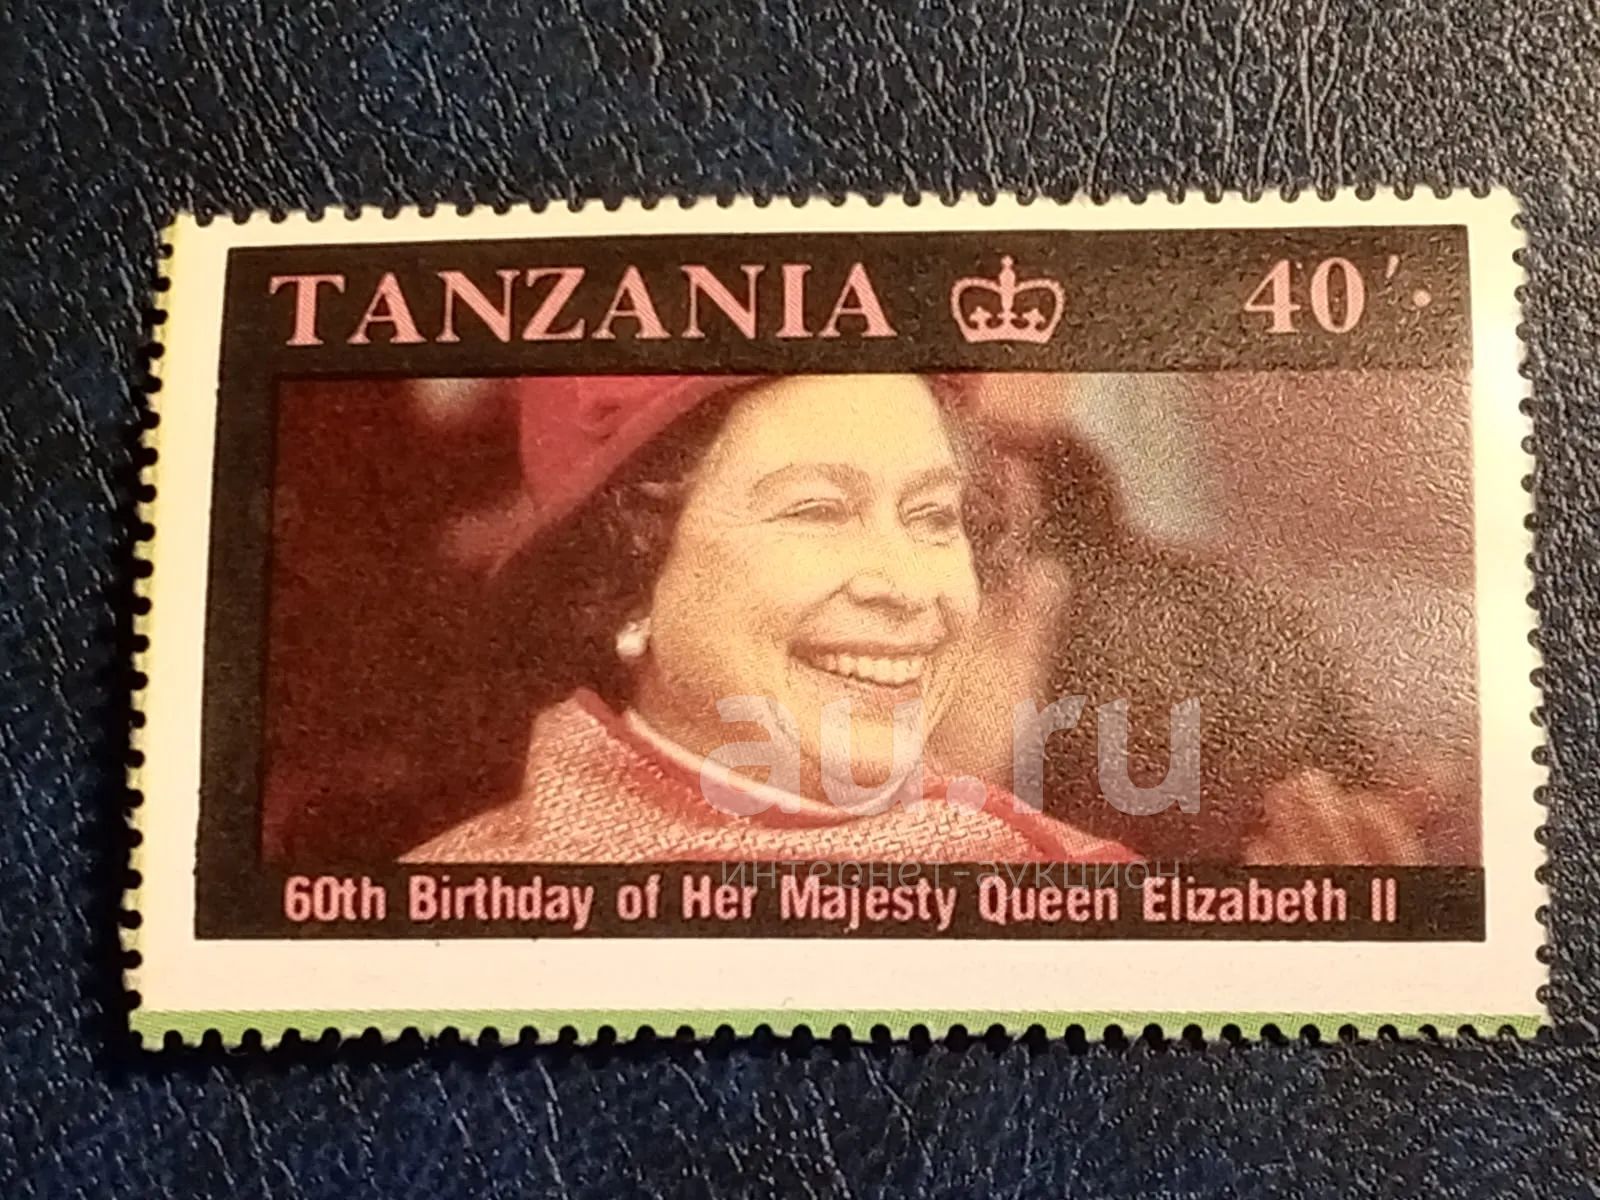 TANZANIA 40'·
au.ru
интернет-аукцион
60th Birthday of Her Majesty Queen Elizabeth II